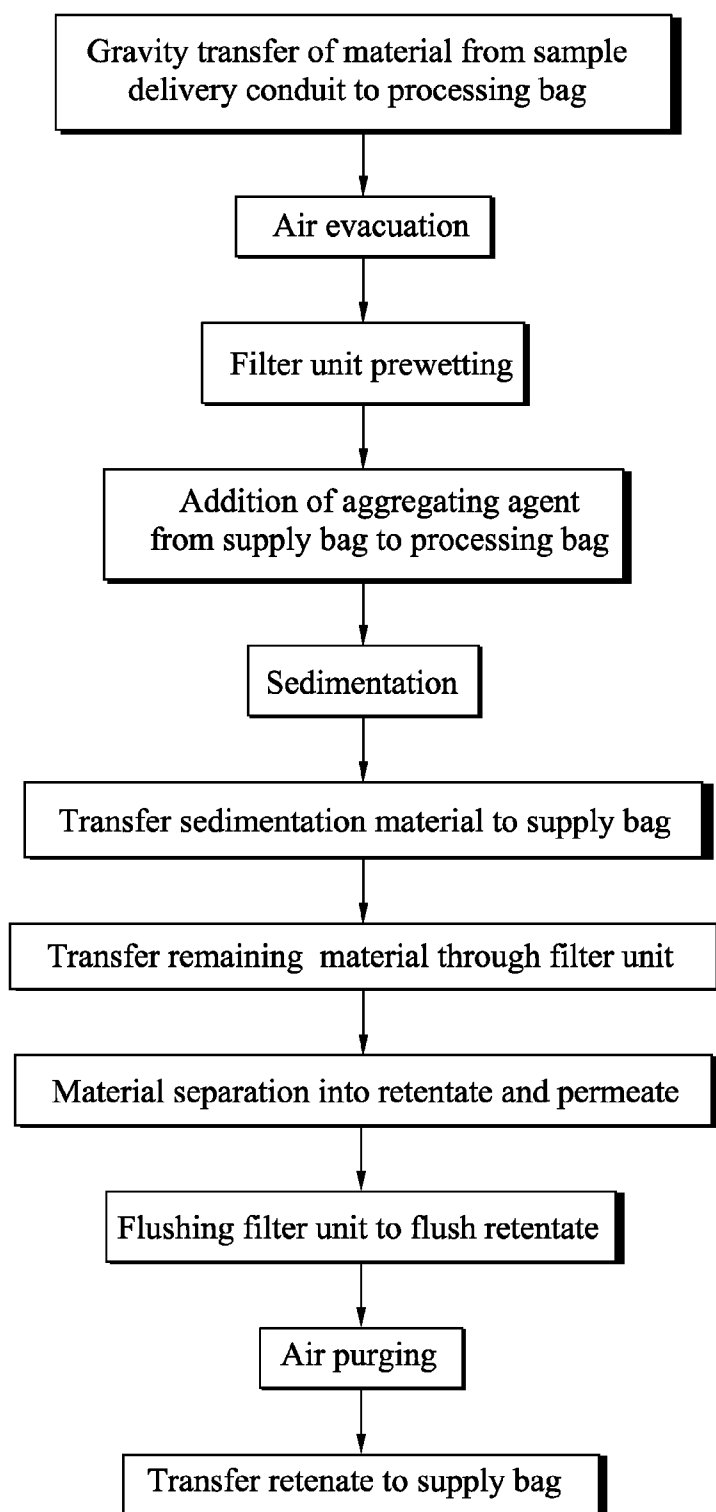 Gravity transfer of material from sample
delivery conduit to processing bag
Air evacuation
Filter unit prewetting
Addition of aggregating agent
from supply bag to processing bag
Sedimentation
Transfer sedimentation material to supply bag
Transfer remaining material through filter unit
Material separation into retentate and permeate
Flushing filter unit to flush retentate
Air purging
Transfer retenate to supply bag